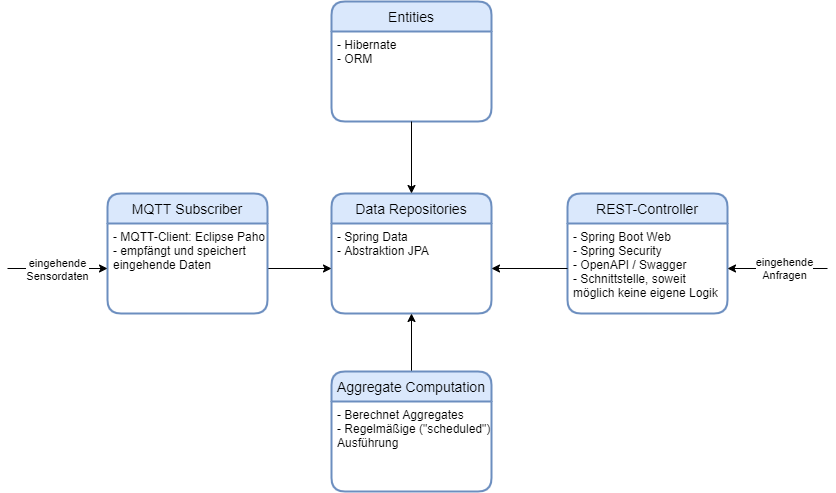 Entities
- Hibernate
- ORM
MQTT Subscriber
- MQTT-Client: Eclipse Paho
- empfängt und speichert
eingehende Daten
Data Repositories
- Spring Data
- Abstraktion JPA
REST-Controller
- Spring Boot Web
- Spring Security
- OpenAPI / Swagger
- Schnittstelle, soweit
möglich keine eigene Logik
eingehende
Sensordaten
eingehende
Anfragen
Aggregate Computation
- Berechnet Aggregates
- Regelmäßige ("scheduled")
Ausführung